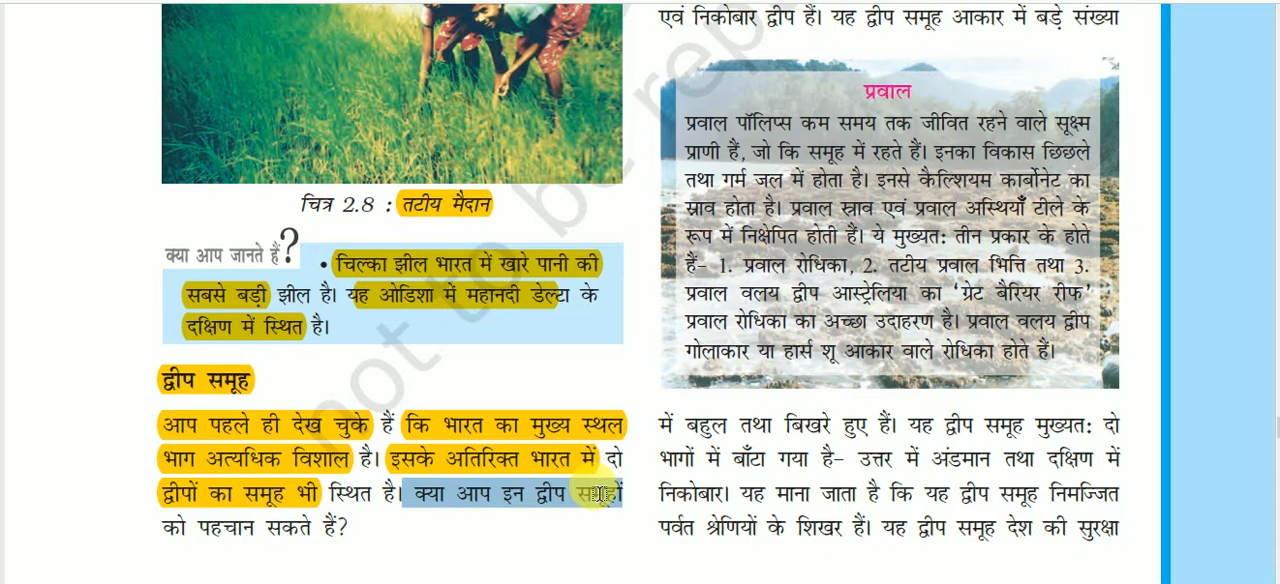 चित्र 2.8 : तटीय मैदान
क्या आप जानते हैं?
• चिल्का झील भारत में खारे पानी की
सबसे बड़ी झील है। यह ओडिशा में महानदी डेल्टा के
दक्षिण में स्थित है।
द्वीप समूह
आप पहले ही देख चुके हैं कि भारत का मुख्य स्थल
भाग अत्यधिक विशाल है। इसके अतिरिक्त भारत में दो
द्वीपों का समूह भी स्थित है। क्या आप इन द्वीप समूहों
को पहचान सकते हैं?
एवं निकोबार द्वीप हैं। यह द्वीप समूह आकार में बड़े संख्या
प्रवाल
प्रवाल पॉलिप्स कम समय तक जीवित रहने वाले सूक्ष्म
प्राणी हैं, जो कि समूह में रहते हैं। इनका विकास छिछले
तथा गर्म जल में होता है। इनसे कैल्शियम कार्बोनेट का
स्राव होता है। प्रवाल स्राव एवं प्रवाल अस्थियाँ टीले के
रूप में निक्षेपित होती हैं। ये मुख्यत: तीन प्रकार के होते
हैं- 1. प्रवाल रोधिका, 2. तटीय प्रवाल भित्ति तथा 3.
प्रवाल वलय द्वीप आस्ट्रेलिया का ‘ग्रेट बैरियर रीफ’
प्रवाल रोधिका का अच्छा उदाहरण है। प्रवाल वलय द्वीप
गोलाकार या हार्स शू आकार वाले रोधिका होते हैं।
में बहुल तथा बिखरे हुए हैं। यह द्वीप समूह मुख्यत: दो
भागों में बाँटा गया है- उत्तर में अंडमान तथा दक्षिण में
निकोबार। यह माना जाता है कि यह द्वीप समूह निमज्जित
पर्वत श्रेणियों के शिखर हैं। यह द्वीप समूह देश की सुरक्षा
not to be rep